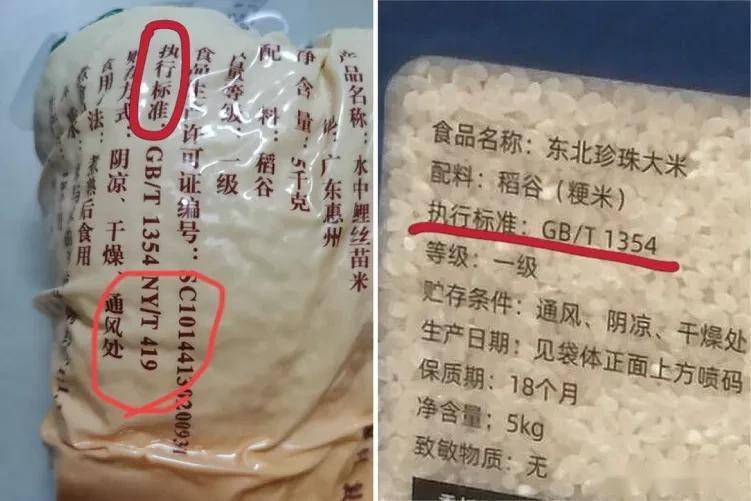 产品名称：水中鲤丝苗米
净含量：5千克
配料：稻谷
质量等级：一级
食品生产许可证编号：
执行标准：GB/T 1354 NY/T 419
贮存方式：阴凉、干燥、通风处
食用方法：煮熟后食用
广东惠州
食品名称：东北珍珠大米
配料：稻谷（粳米）
执行标准：GB/T 1354
等级：一级
贮存条件：通风、阴凉、干燥处
生产日期：见袋体正面上方喷码
保质期：18个月
净含量：5kg
致敏物质：无